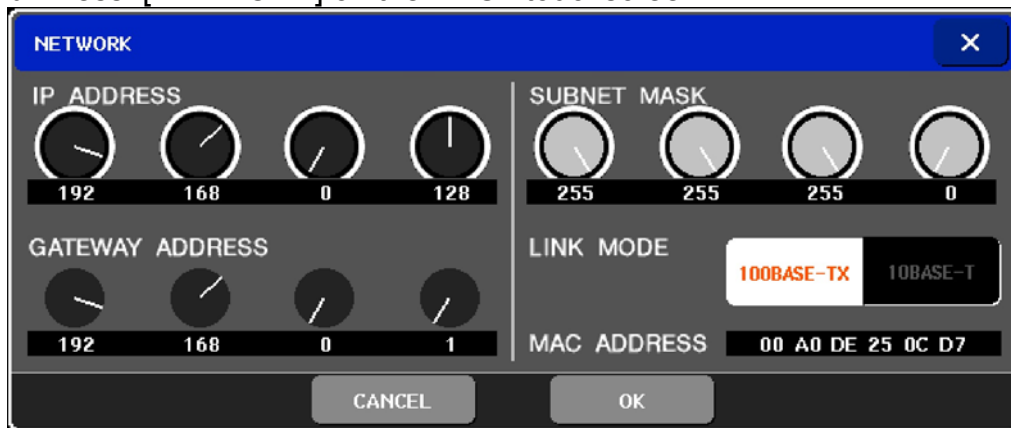 NETWORK
×
IP ADDRESS
192 168 0 128
SUBNET MASK
255 255 255 0
GATEWAY ADDRESS
192 168 0 1
LINK MODE
100BASE-TX 10BASE-T
MAC ADDRESS 00 A0 DE 25 0C D7
CANCEL OK